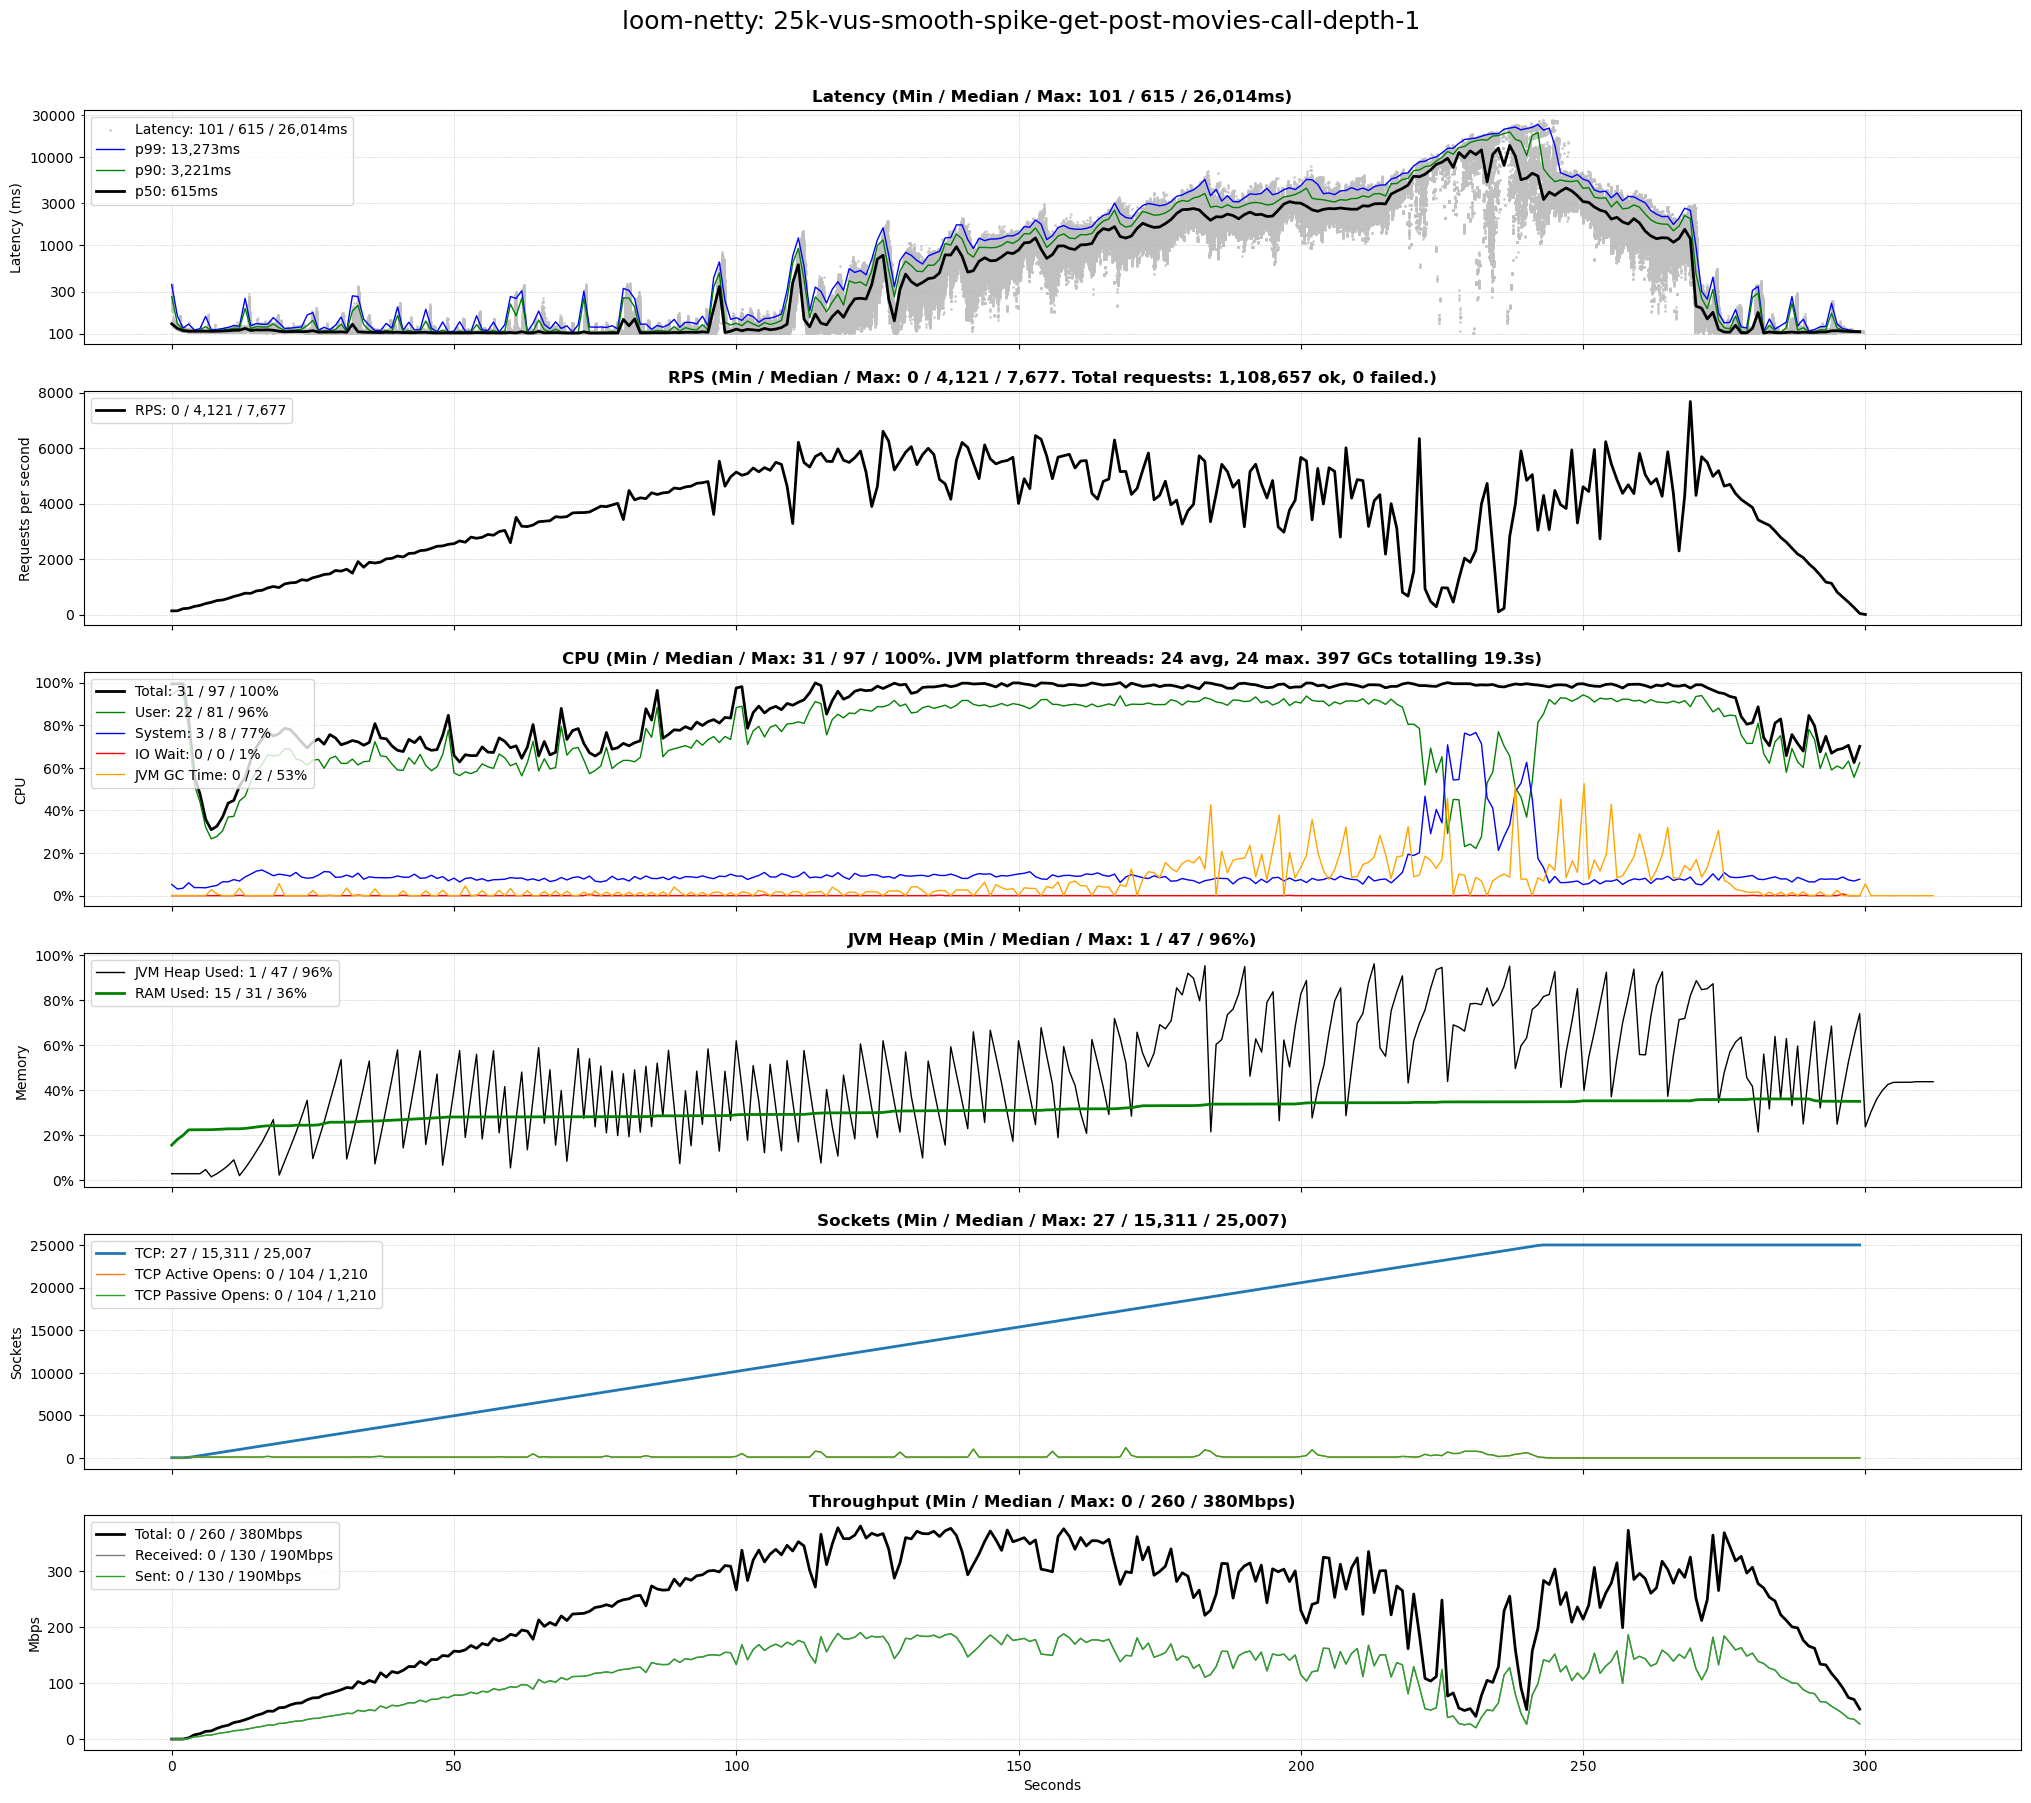 loom-netty: 25k-vus-smooth-spike-get-post-movies-call-depth-1
Latency (Min / Median / Max: 101 / 615 / 26,014ms)
Latency (ms)
30000
10000
3000
1000
300
100
Latency: 101 / 615 / 26,014ms
p99: 13,273ms
p90: 3,221ms
p50: 615ms
RPS (Min / Median / Max: 0 / 4,121 / 7,677. Total requests: 1,108,657 ok, 0 failed.)
Requests per second
8000
6000
4000
2000
0
RPS: 0 / 4,121 / 7,677
CPU (Min / Median / Max: 31 / 97 / 100%. JVM platform threads: 24 avg, 24 max. 397 GCs totalling 19.3s)
CPU
100%
80%
60%
40%
20%
0%
Total: 31 / 97 / 100%
User: 22 / 81 / 96%
System: 3 / 8 / 77%
IO Wait: 0 / 0 / 1%
JVM GC Time: 0 / 2 / 53%
JVM Heap (Min / Median / Max: 1 / 47 / 96%)
Memory
100%
80%
60%
40%
20%
0%
JVM Heap Used: 1 / 47 / 96%
RAM Used: 15 / 31 / 36%
Sockets (Min / Median / Max: 27 / 15,311 / 25,007)
Sockets
25000
20000
15000
10000
5000
0
TCP: 27 / 15,311 / 25,007
TCP Active Opens: 0 / 104 / 1,210
TCP Passive Opens: 0 / 104 / 1,210
Throughput (Min / Median / Max: 0 / 260 / 380Mbps)
Mbps
300
200
100
0
Total: 0 / 260 / 380Mbps
Received: 0 / 130 / 190Mbps
Sent: 0 / 130 / 190Mbps
0 50 100 150 200 250 300
Seconds